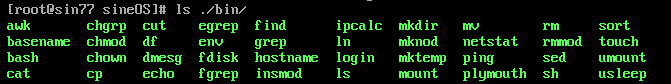 [root@sin77 sineOS]# ls ./bin/
awk chgrp cut egrep find ipcalc mkdir mv rm sort
basename chmod df env grep ln mknod netstat rmmod touch
bash chown dmesg fdisk hostname login mktemp ping sed umount
cat cp echo fgrep insmod ls mount plymouth sh usleep